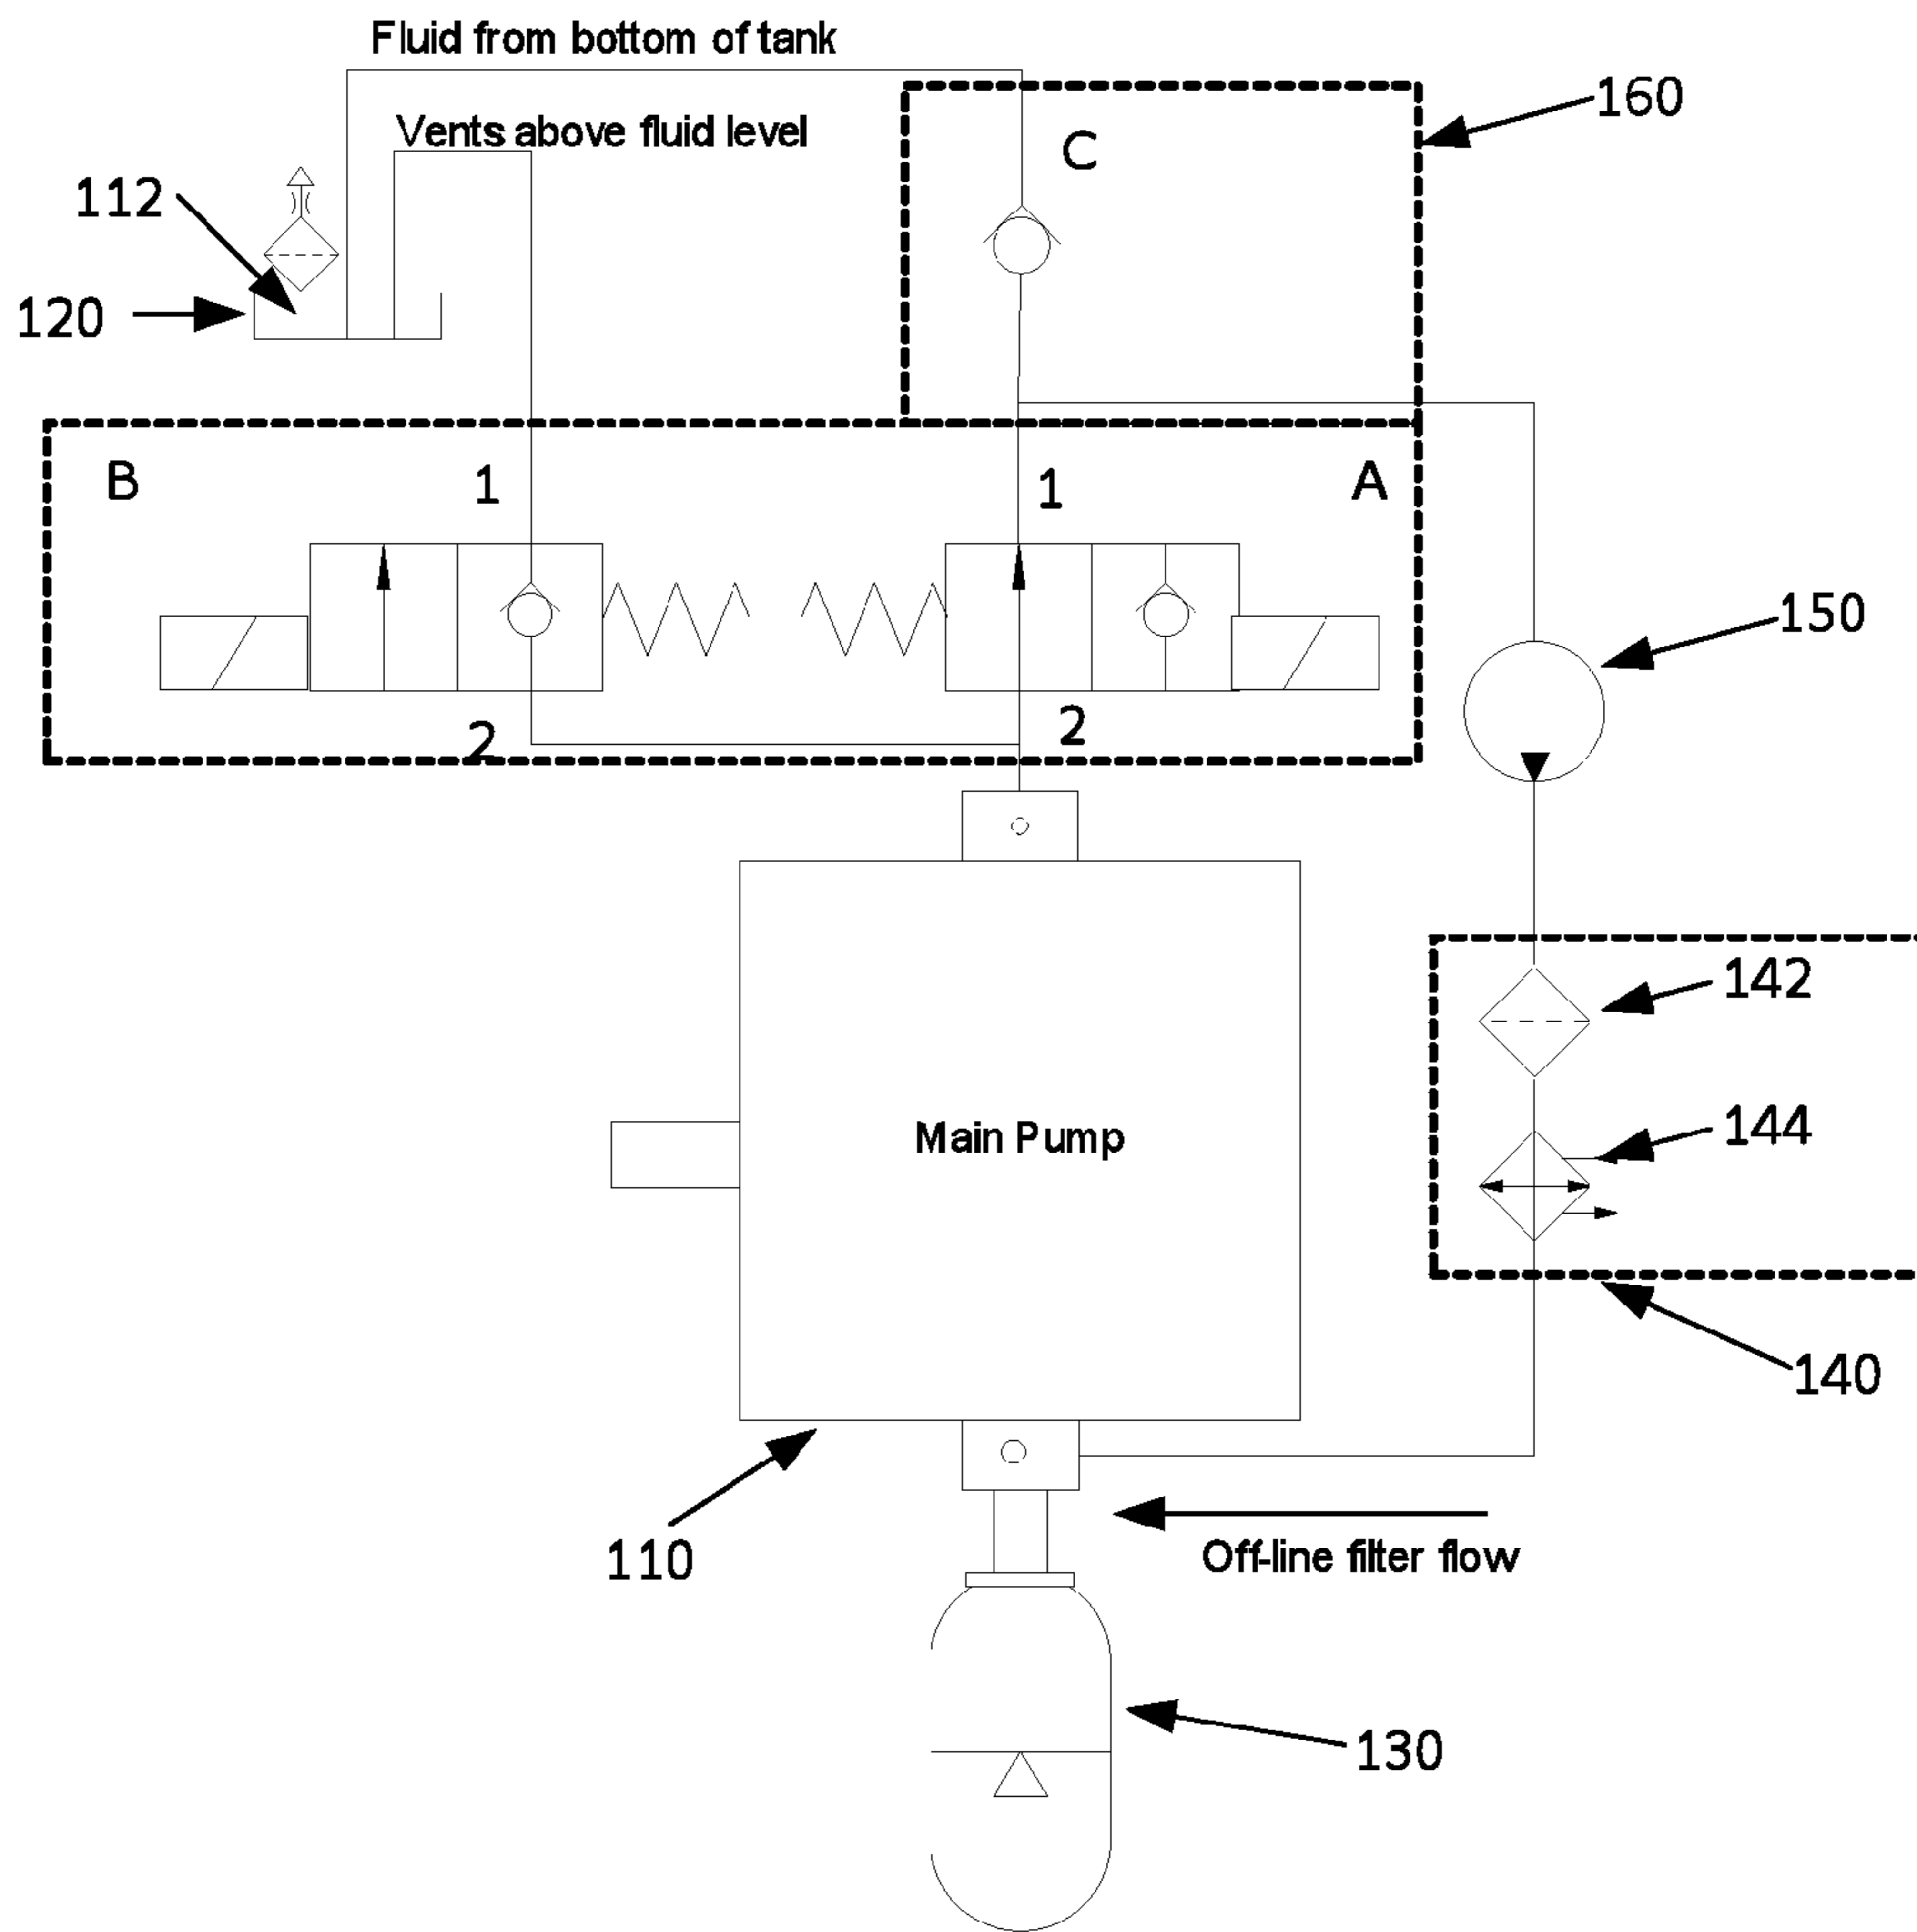 Fluid from bottom of tank
160
Vents above fluid level
C
112
120
B
1
1
A
150
2
2
142
144
Main Pump
140
110
Off-line filter flow
130